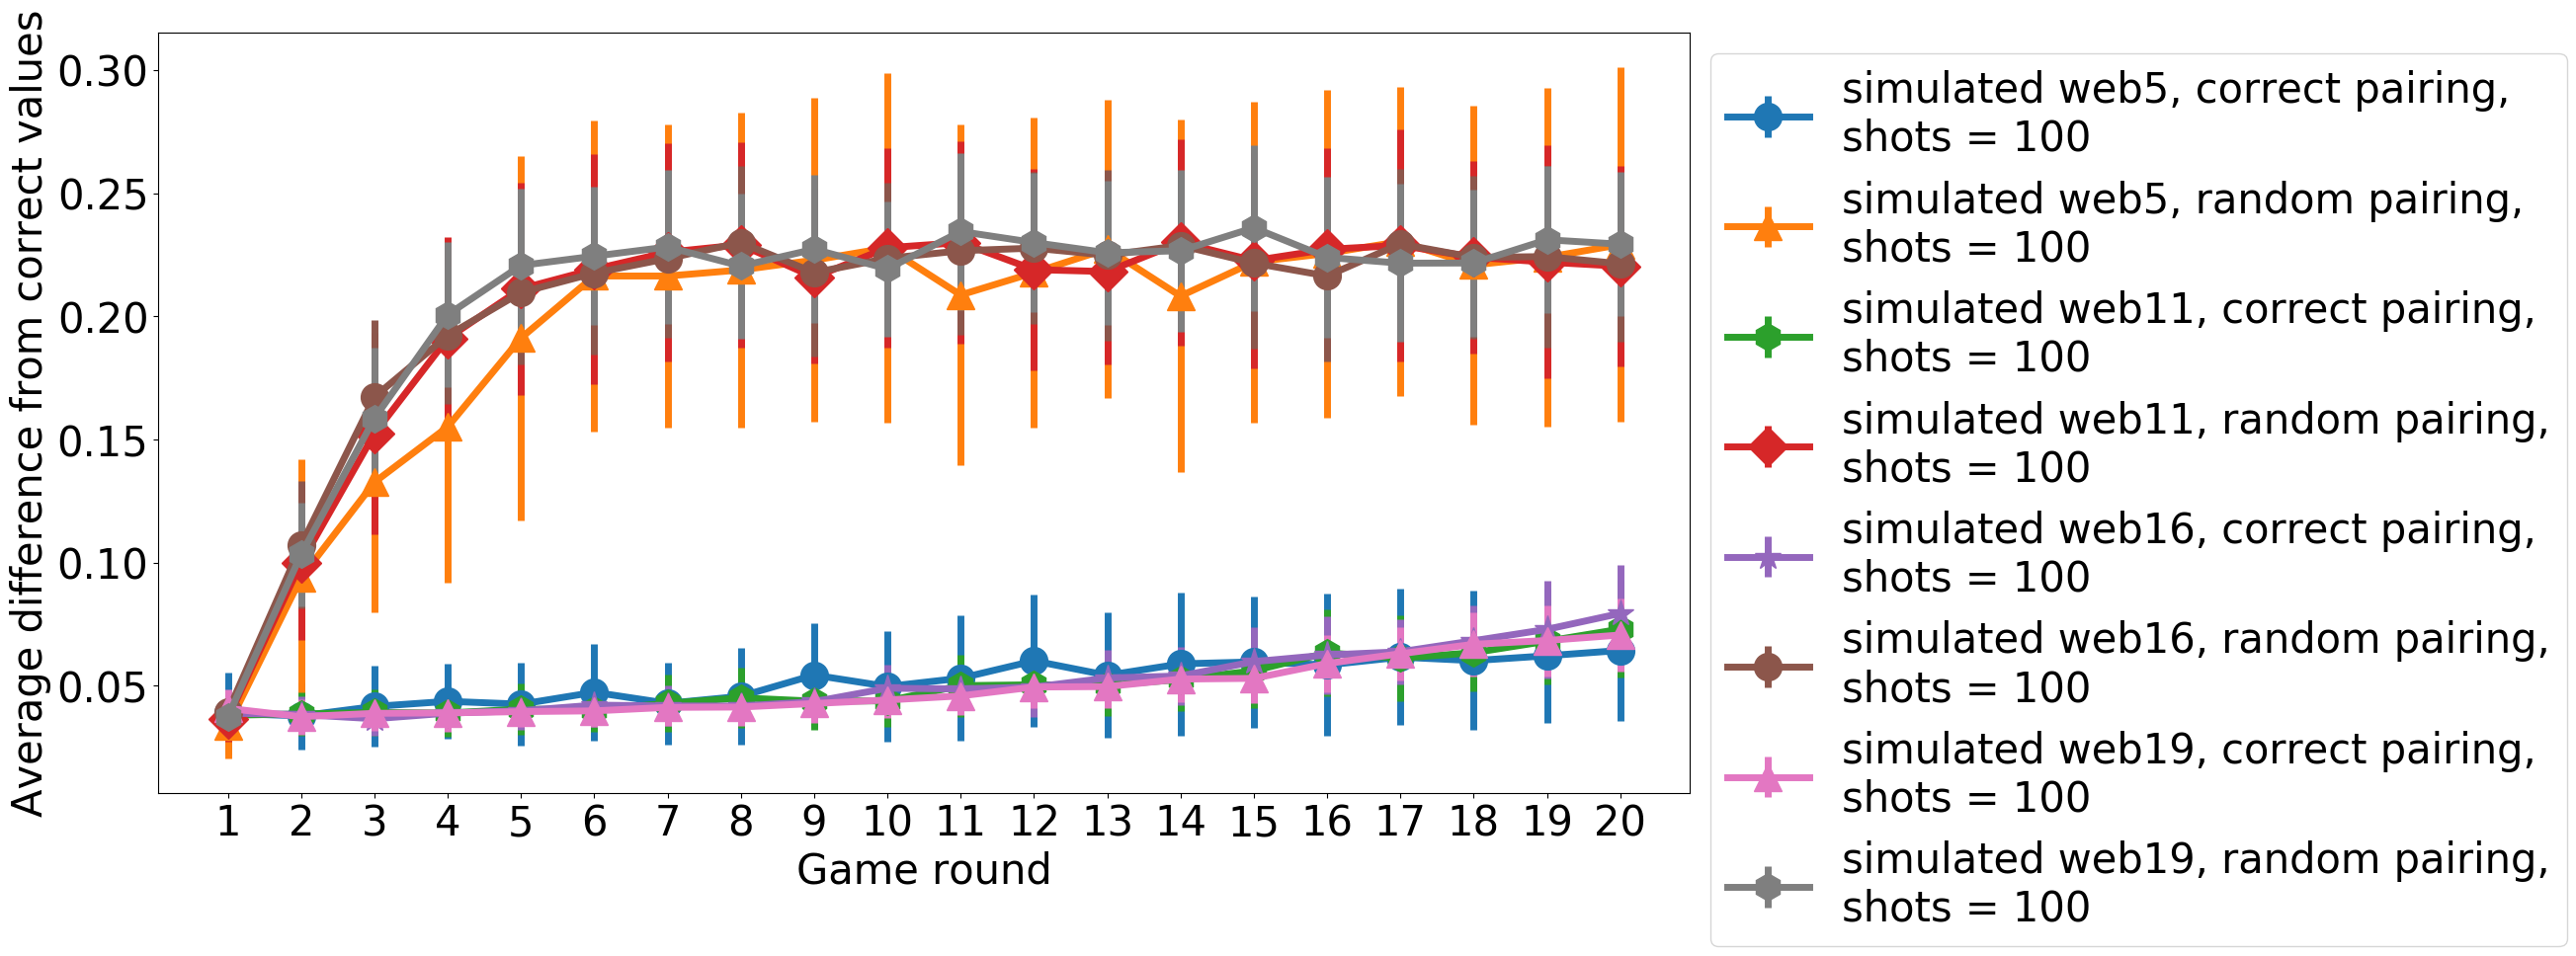 Average difference from correct values
0.30
0.25
0.20
0.15
0.10
0.05
1 2 3 4 5 6 7 8 9 10 11 12 13 14 15 16 17 18 19 20
Game round
simulated web5, correct pairing,
shots = 100
simulated web5, random pairing,
shots = 100
simulated web11, correct pairing,
shots = 100
simulated web11, random pairing,
shots = 100
simulated web16, correct pairing,
shots = 100
simulated web16, random pairing,
shots = 100
simulated web19, correct pairing,
shots = 100
simulated web19, random pairing,
shots = 100